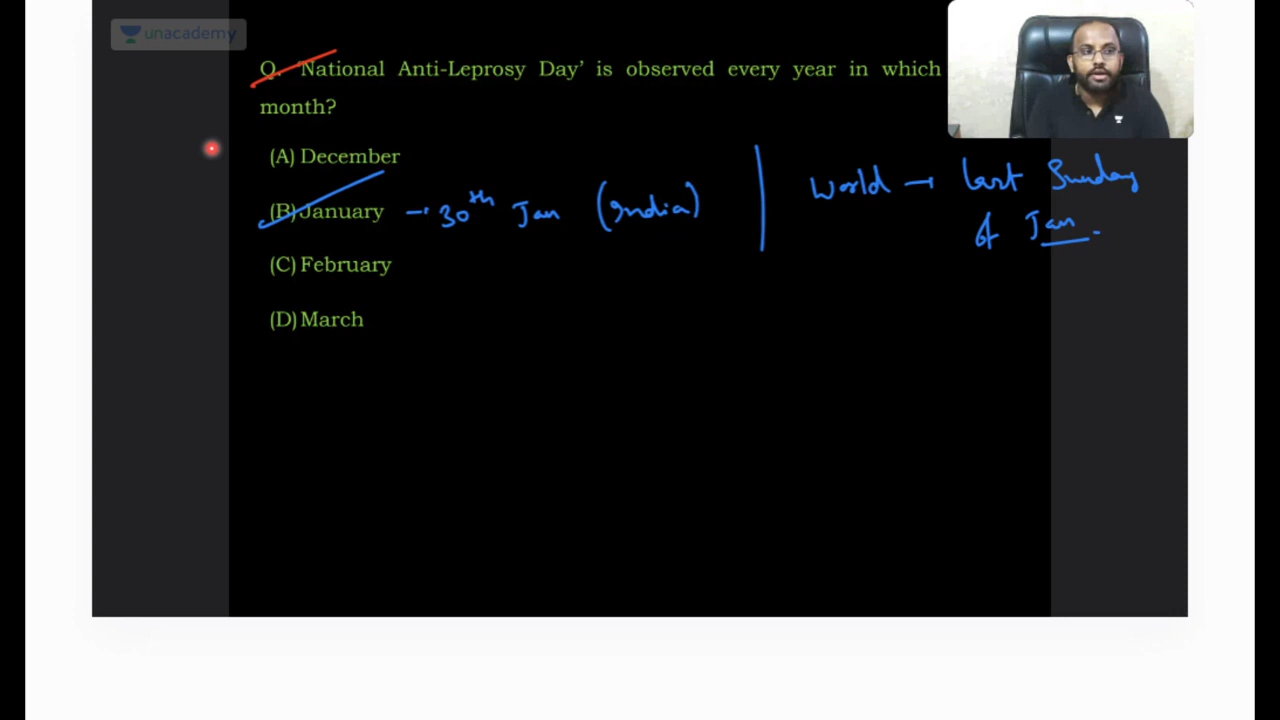 unacademy
Q. ‘National Anti-Leprosy Day’ is observed every year in which
month?
(A) December
(B) January → 30th Jan (India)
(C) February
(D) March
World → last Sunday
of Jan.